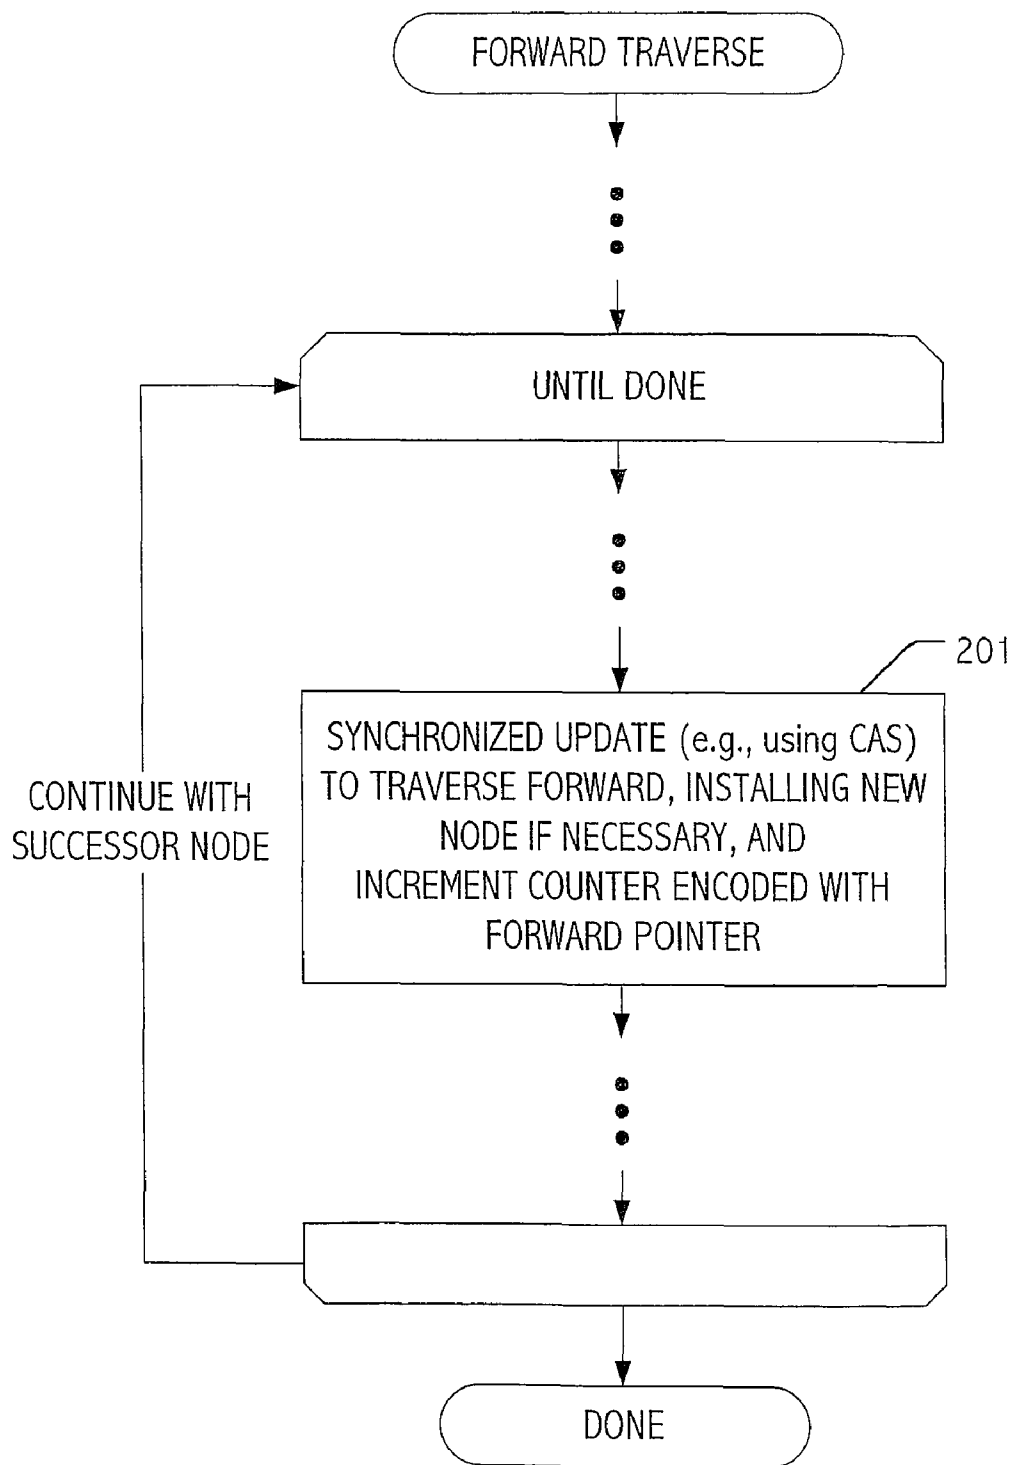 FORWARD TRAVERSE
UNTIL DONE
201
SYNCHRONIZED UPDATE (e.g., using CAS)
TO TRAVERSE FORWARD, INSTALLING NEW
NODE IF NECESSARY, AND
INCREMENT COUNTER ENCODED WITH
FORWARD POINTER
CONTINUE WITH
SUCCESSOR NODE
DONE